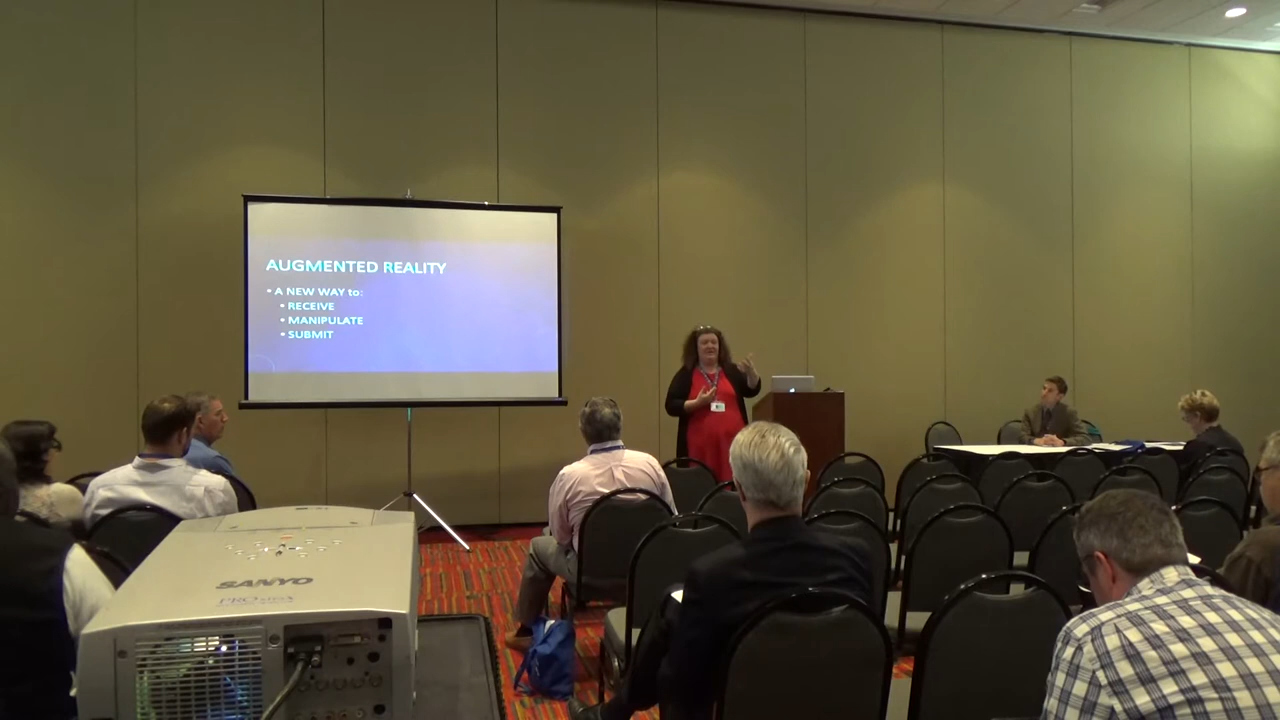 AUGMENTED REALITY
• A NEW WAY to:
• RECEIVE
• MANIPULATE
• SUBMIT
SANYO